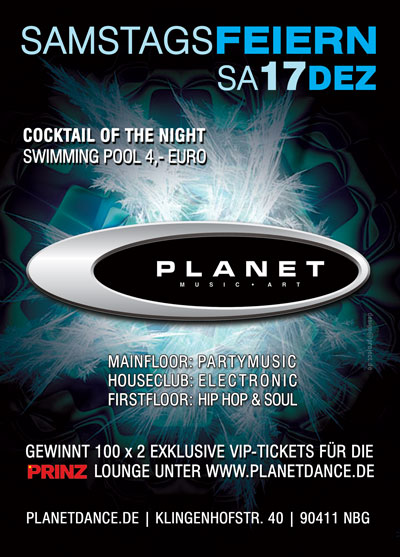 SAMSTAGSFEIERN
SA17DEZ
COCKTAIL OF THE NIGHT
SWIMMING POOL 4,- EURO
PLANET
MUSIC • ART
MAINFLOOR: PARTYMUSIC
HOUSECLUB: ELECTRONIC
FIRSTFLOOR: HIP HOP & SOUL
GEWINNT 100 x 2 EXKLUSIVE VIP-TICKETS FÜR DIE
PRINZ LOUNGE UNTER WWW.PLANETDANCE.DE
PLANETDANCE.DE | KLINGENHOFSTR. 40 | 90411 NBG